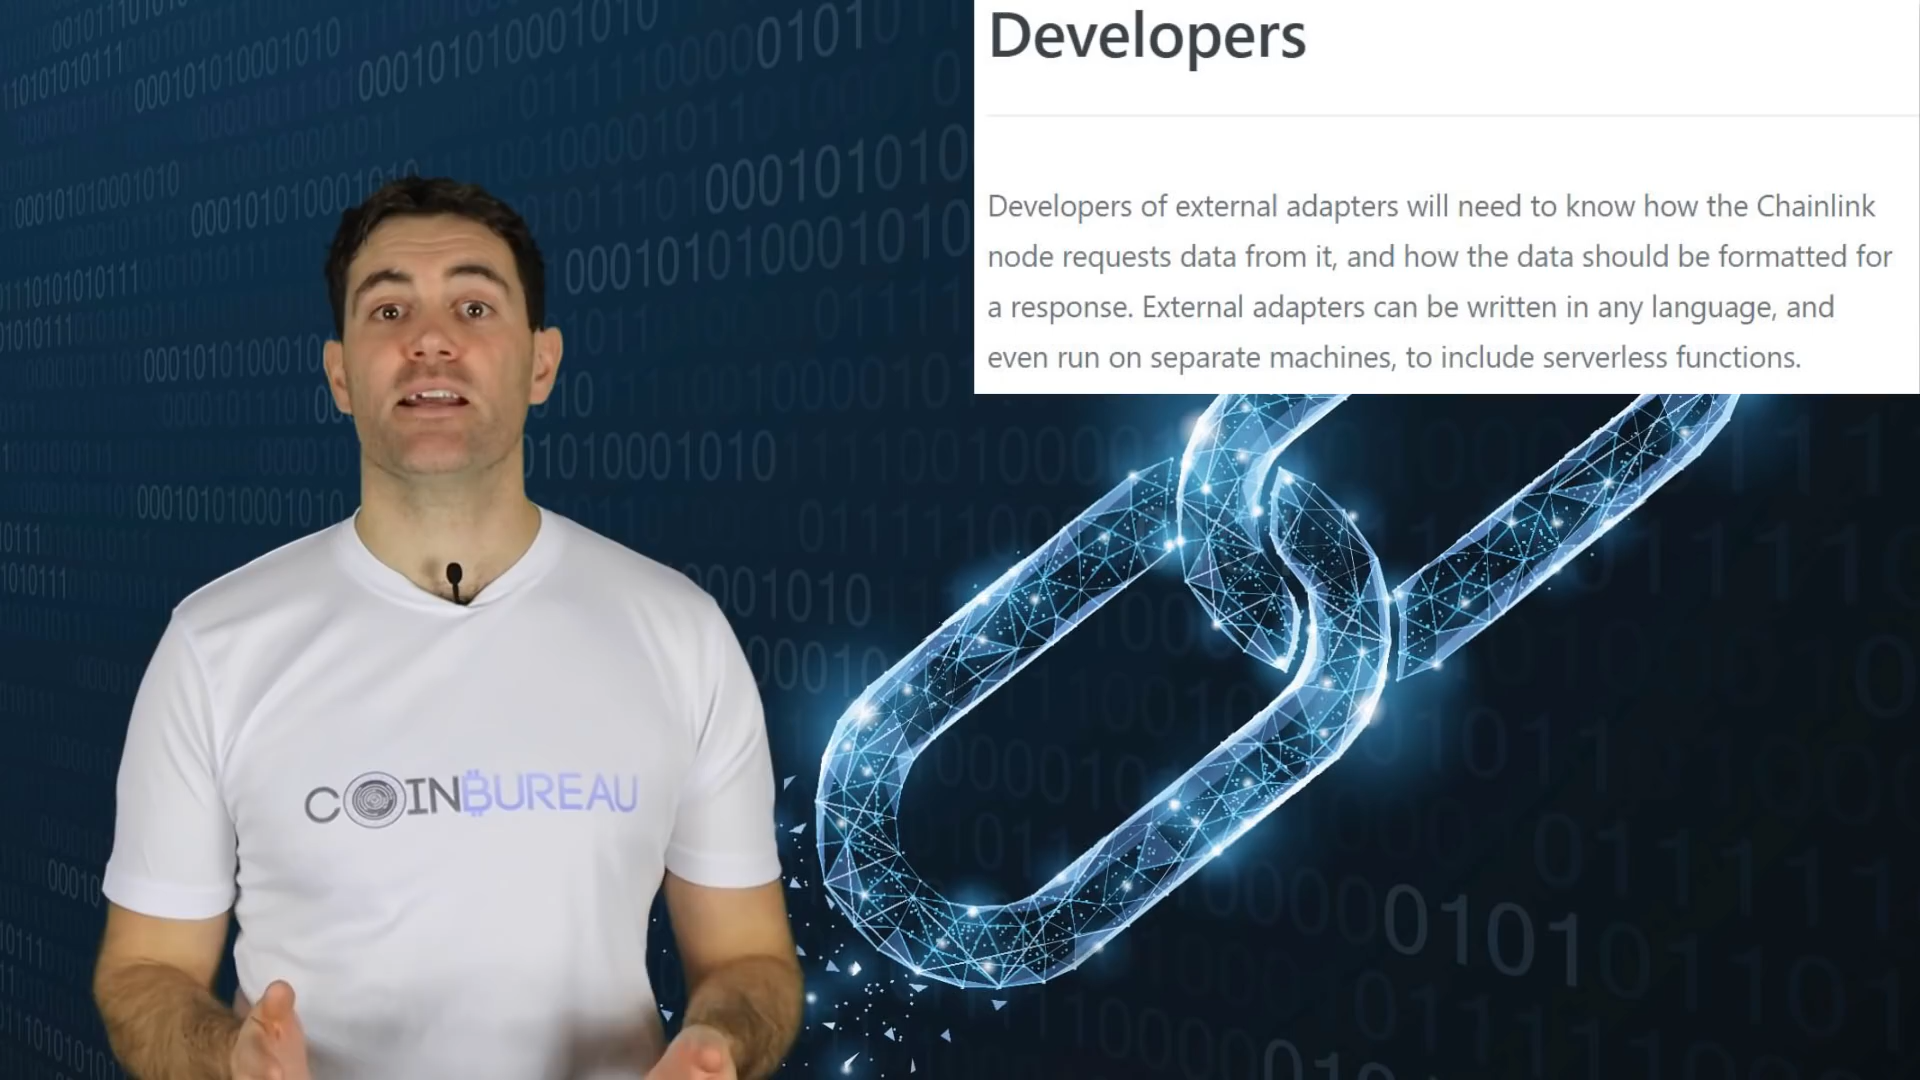 Developers
Developers of external adapters will need to know how the Chainlink
node requests data from it, and how the data should be formatted for
a response. External adapters can be written in any language, and
even run on separate machines, to include serverless functions.
COINBUREAU